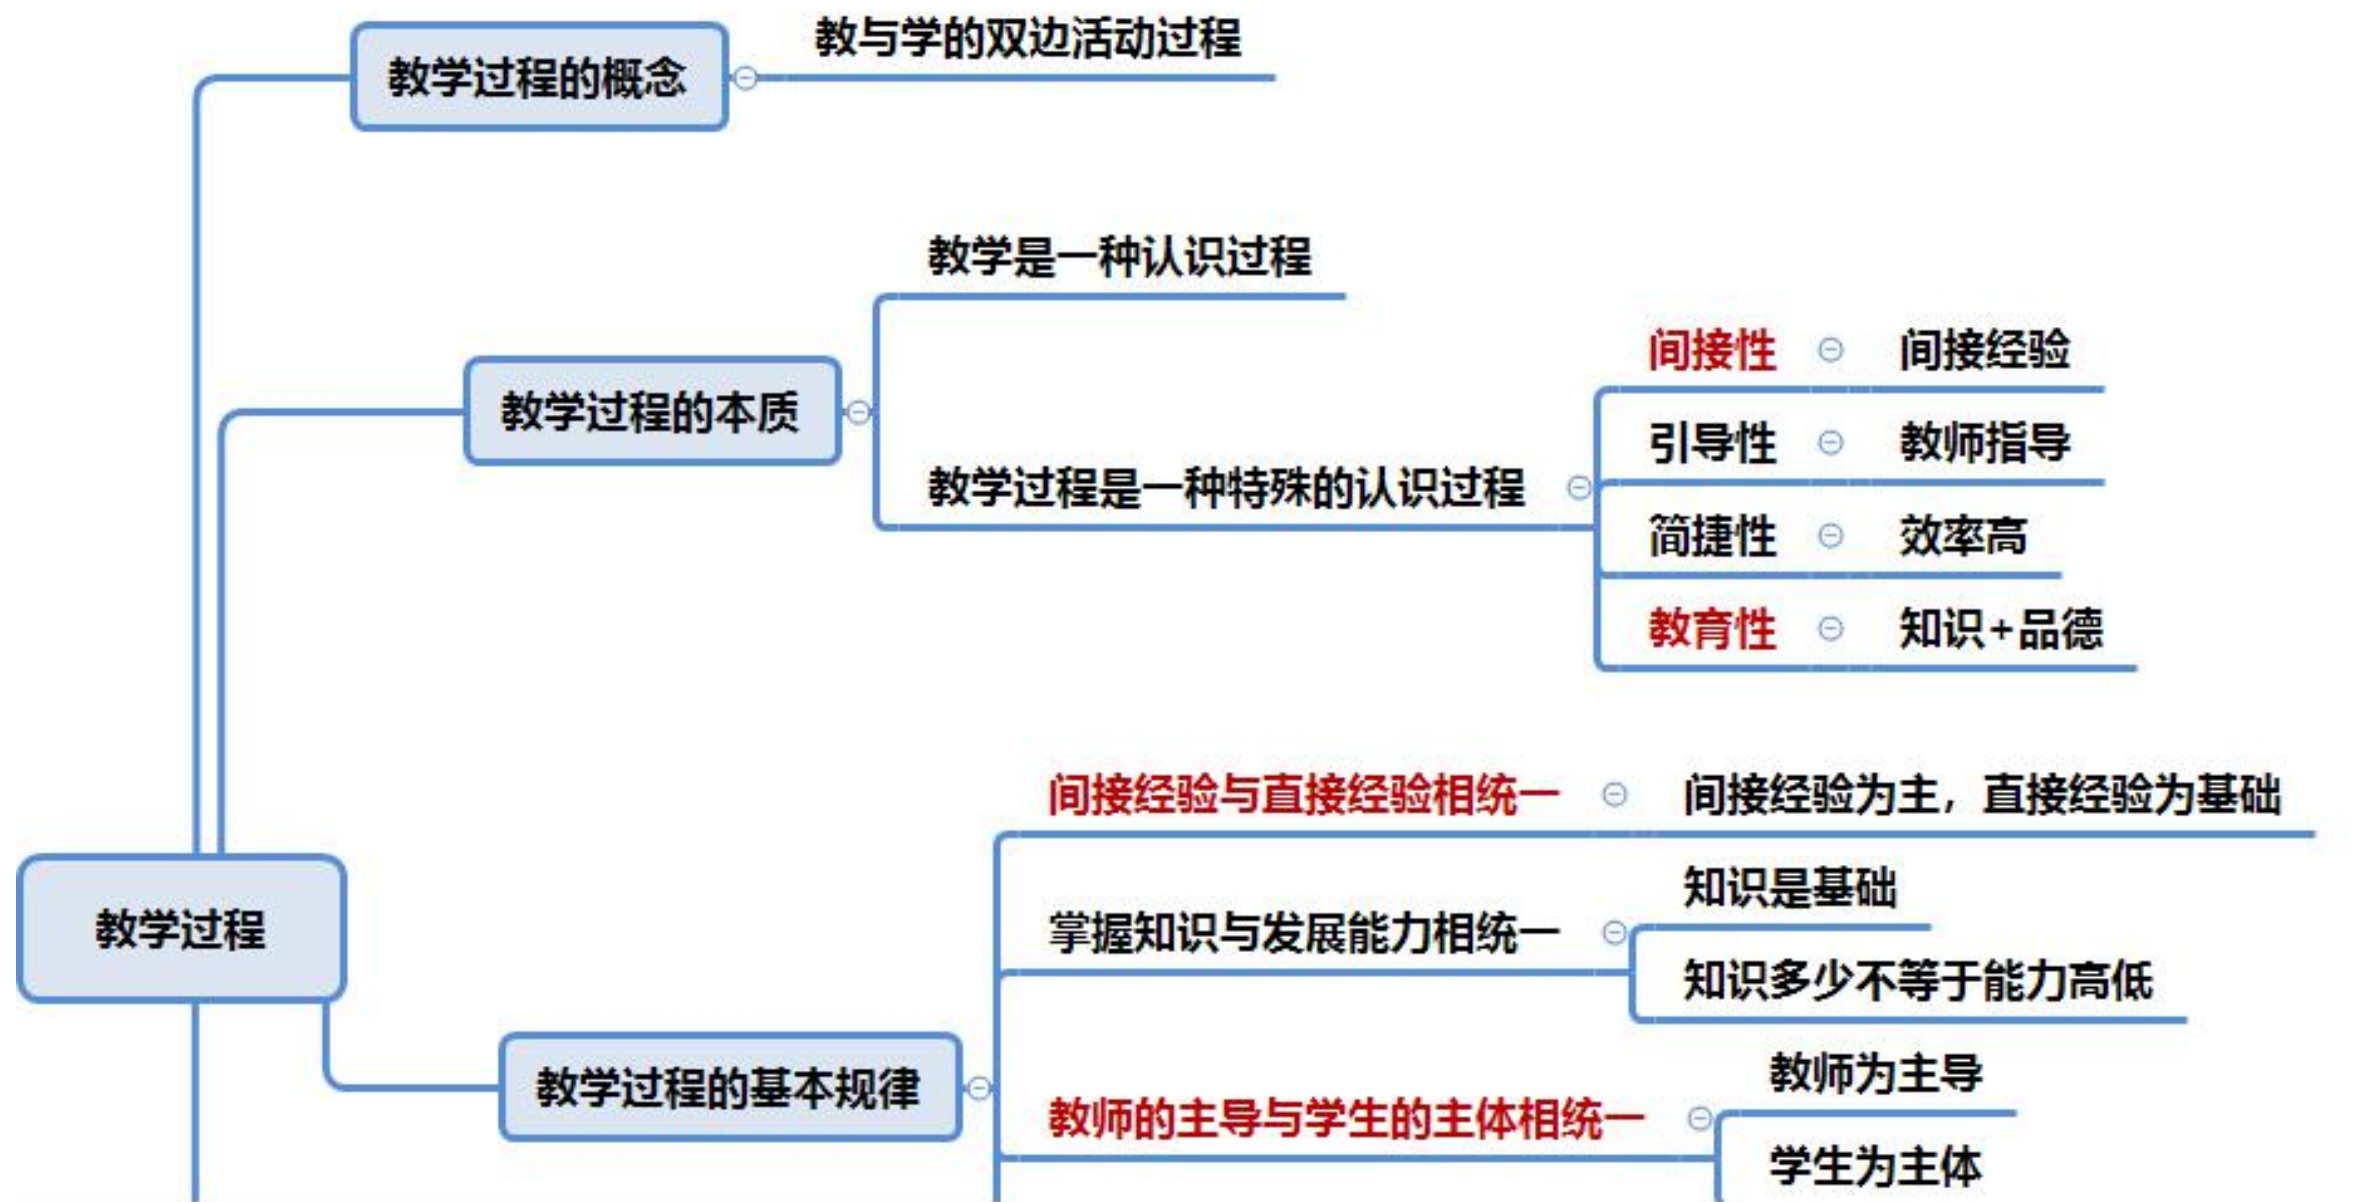 教学过程的概念
教与学的双边活动过程
教学过程的本质
教学是一种认识过程
教学过程是一种特殊的认识过程
间接性
间接经验
引导性
教师指导
简捷性
效率高
教育性
知识+品德
教学过程
教学过程的基本规律
间接经验与直接经验相统一
间接经验为主，直接经验为基础
掌握知识与发展能力相统一
知识是基础
知识多少不等于能力高低
教师的主导与学生的主体相统一
教师为主导
学生为主体